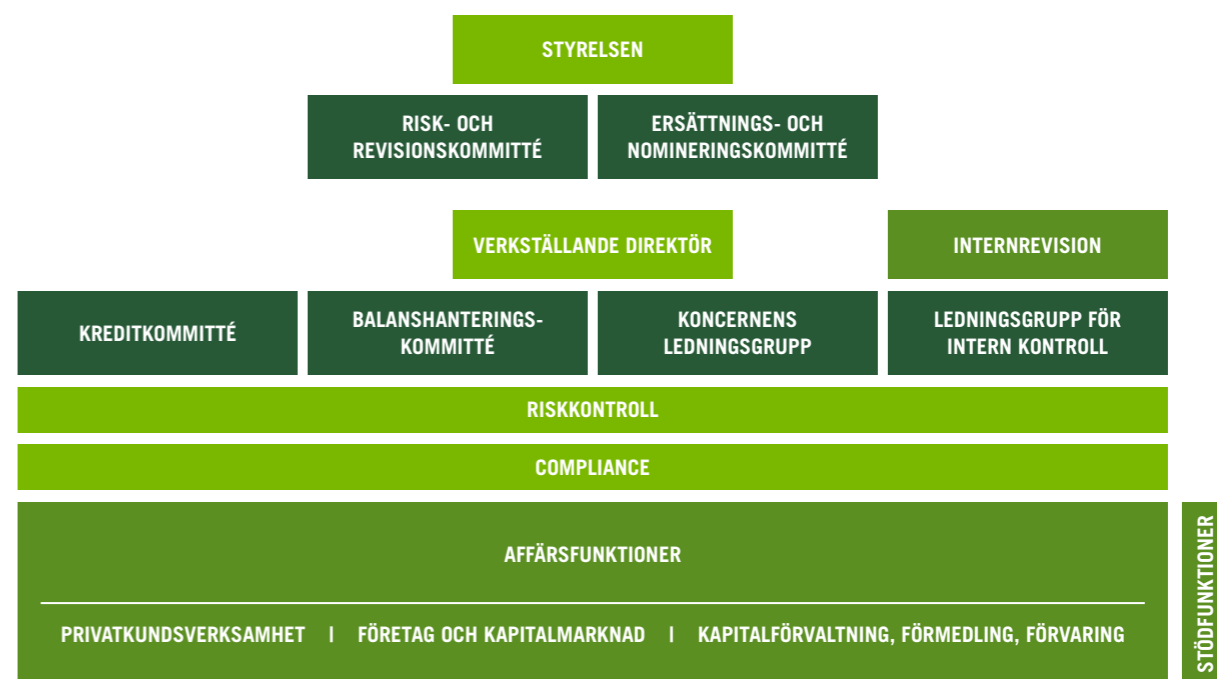 STYRELSEN
RISK- OCH
REVISIONSKOMMITTÉ
ERSÄTTNINGS- OCH
NOMINERINGSKOMMITTÉ
VERKSTÄLLANDE DIREKTÖR
INTERNREVISION
KREDITKOMMITTÉ
BALANSHANTERINGS-
KOMMITTÉ
KONCERNENS
LEDNINGSGRUPP
LEDNINGSGRUPP FÖR
INTERN KONTROLL
RISKKONTROLL
COMPLIANCE
AFFÄRSFUNKTIONER
PRIVATKUNDSVERKSAMHET I FÖRETAG OCH KAPITALMARKNAD I KAPITALFÖRVALTNING, FÖRMEDLING, FÖRVARING
STÖDFUNKTIONER